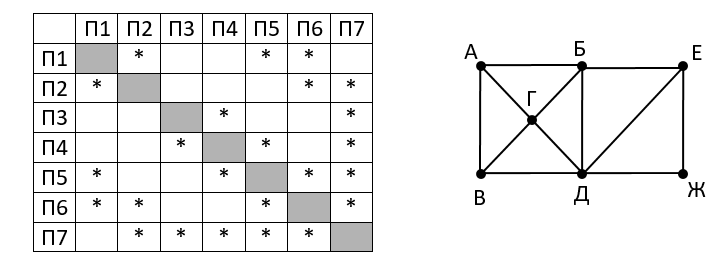 П1 П2 П3 П4 П5 П6 П7
П1 * * *
П2 * * *
П3 * *
П4 * * *
П5 * * * *
П6 * * * *
П7 * * * * *
А Б Е
Г
В Д Ж